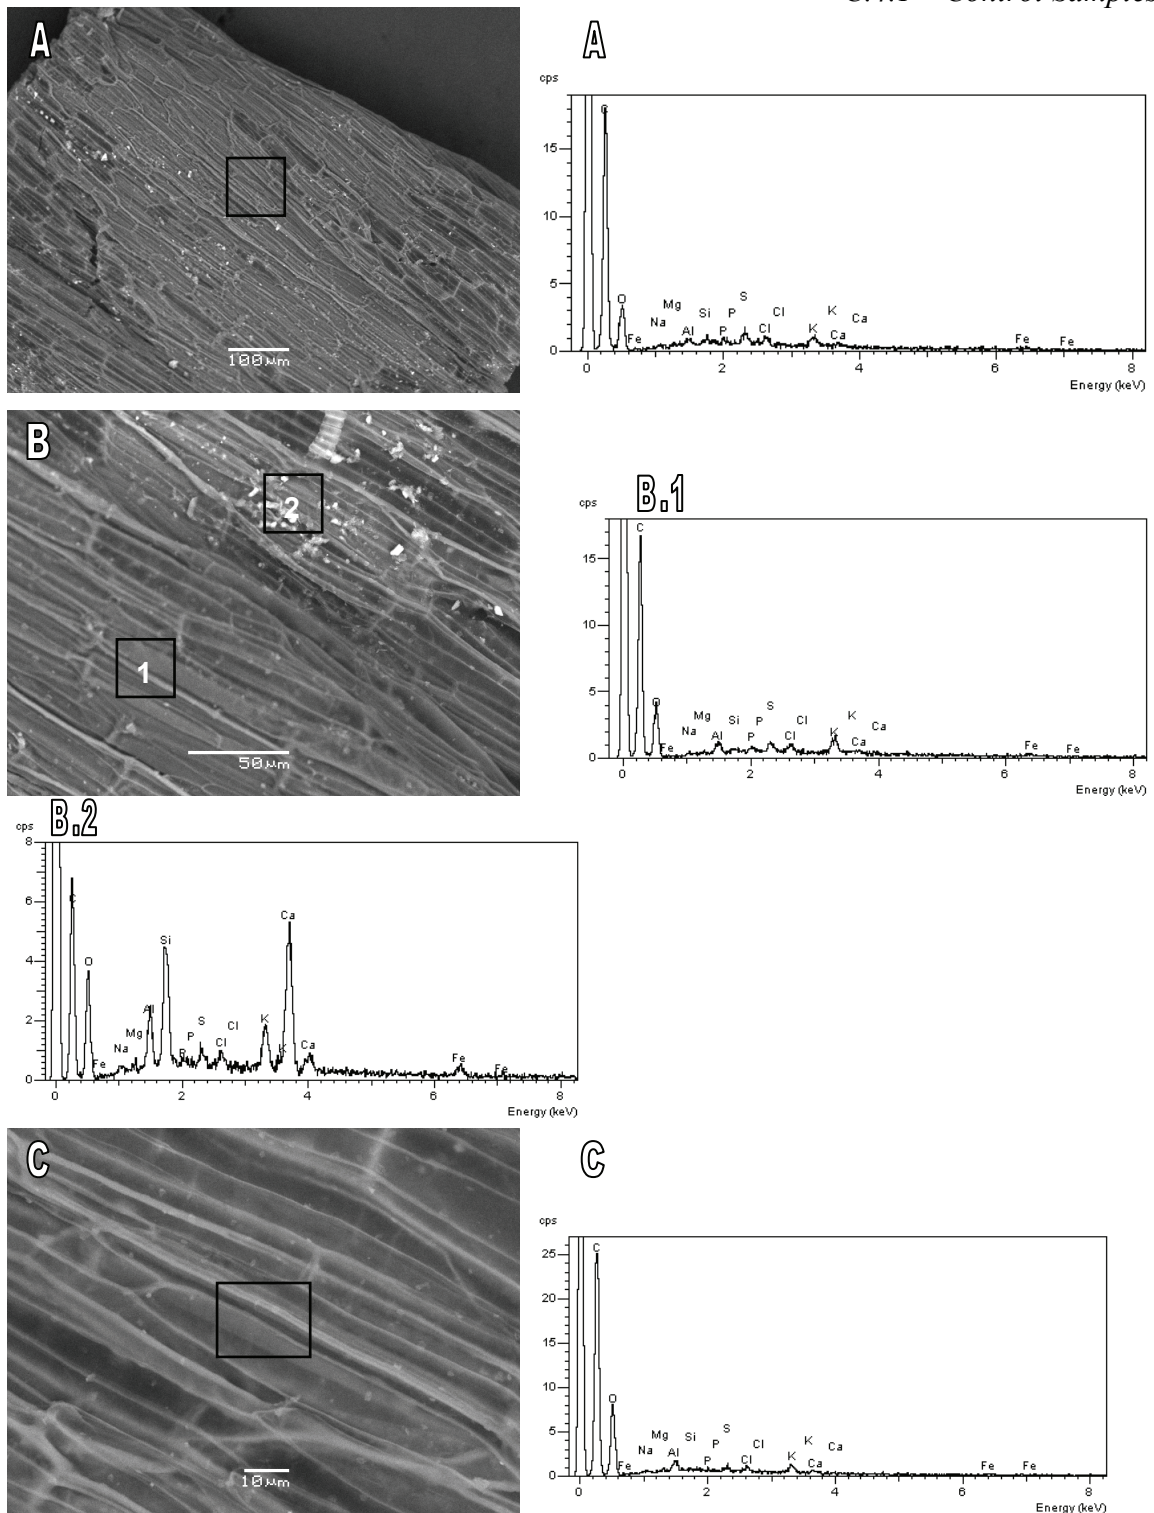 Control Samples
A
100μm
A
cps
15
10
5
0
C
O
Fe
Na
Mg
Al
Si
P
P
S
Cl
Cl
K
K
Ca
Ca
Fe
Fe
0 2 4 6 8
Energy (keV)
B
2
1
50μm
B.1
cps
15
10
5
0
C
O
Fe
Na
Mg
Al
Si
P
P
S
Cl
Cl
K
K
Ca
Ca
Fe
Fe
0 2 4 6 8
Energy (keV)
B.2
cps
8
6
4
2
0
C
O
Fe
Na
Mg
Al
Si
P
P
S
Cl
Cl
K
K
Ca
Ca
Fe
Fe
0 2 4 6 8
Energy (keV)
C
10μm
C
cps
25
20
15
10
5
0
C
O
Fe
Na
Mg
Al
Si
P
P
S
Cl
Cl
K
K
Ca
Ca
Fe
Fe
0 2 4 6 8
Energy (keV)